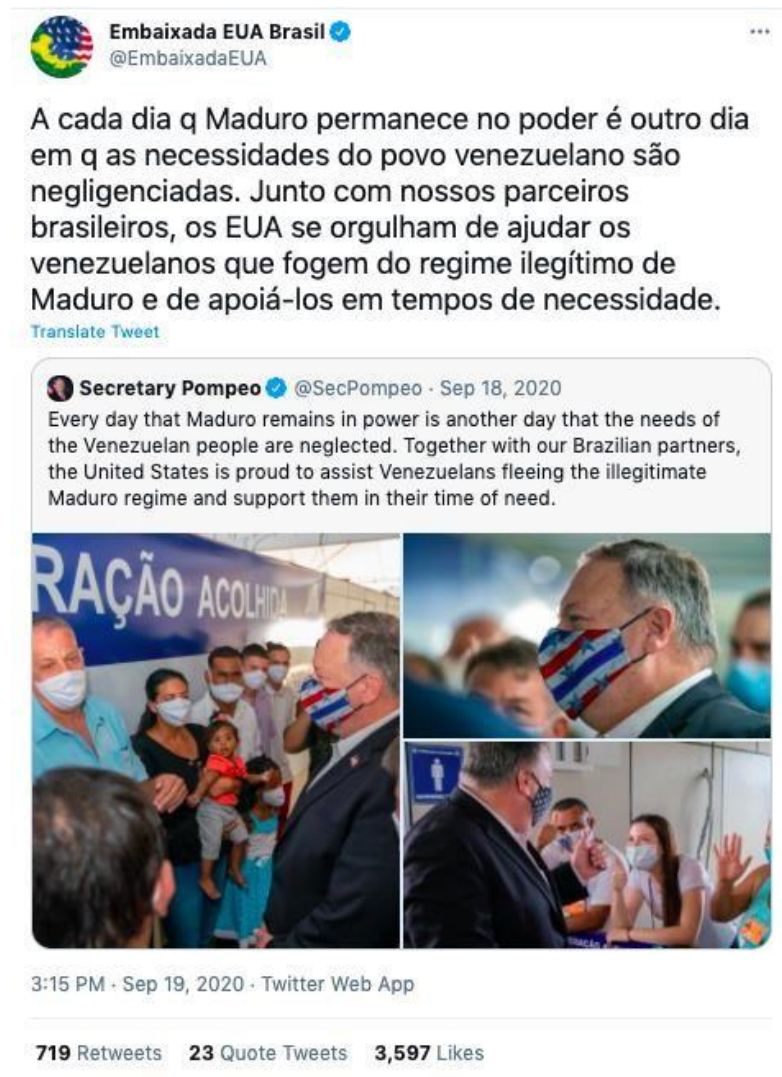 Embaixada EUA Brasil
@EmbaixadaEUA
A cada dia q Maduro permanece no poder é outro dia
em q as necessidades do povo venezuelano são
negligenciadas. Junto com nossos parceiros
brasileiros, os EUA se orgulham de ajudar os
venezuelanos que fogem do regime ilegítimo de
Maduro e de apoiá-los em tempos de necessidade.
Translate Tweet
Secretary Pompeo @SecPompeo · Sep 18, 2020
Every day that Maduro remains in power is another day that the needs of
the Venezuelan people are neglected. Together with our Brazilian partners,
the United States is proud to assist Venezuelans fleeing the illegitimate
Maduro regime and support them in their time of need.
RAÇÃO ACOLHIDA
3:15 PM · Sep 19, 2020 · Twitter Web App
719 Retweets 23 Quote Tweets 3,597 Likes